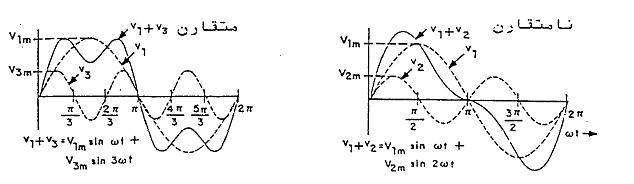 متقارن
V₁+V₃
V₁ₘ
V₁
V₃ₘ
V₃
π/3
2π/3
π
4π/3
5π/3
2π
V₁+V₃=V₁ₘ sin ωt +
V₃ₘ sin 3ωt
نامتقارن
V₁+V₂
V₁ₘ
V₁
V₂ₘ
V₂
π/2
π
3π/2
2π
V₁+V₂=V₁ₘ sin ωt +
V₂ₘ sin 2ωt
ωt